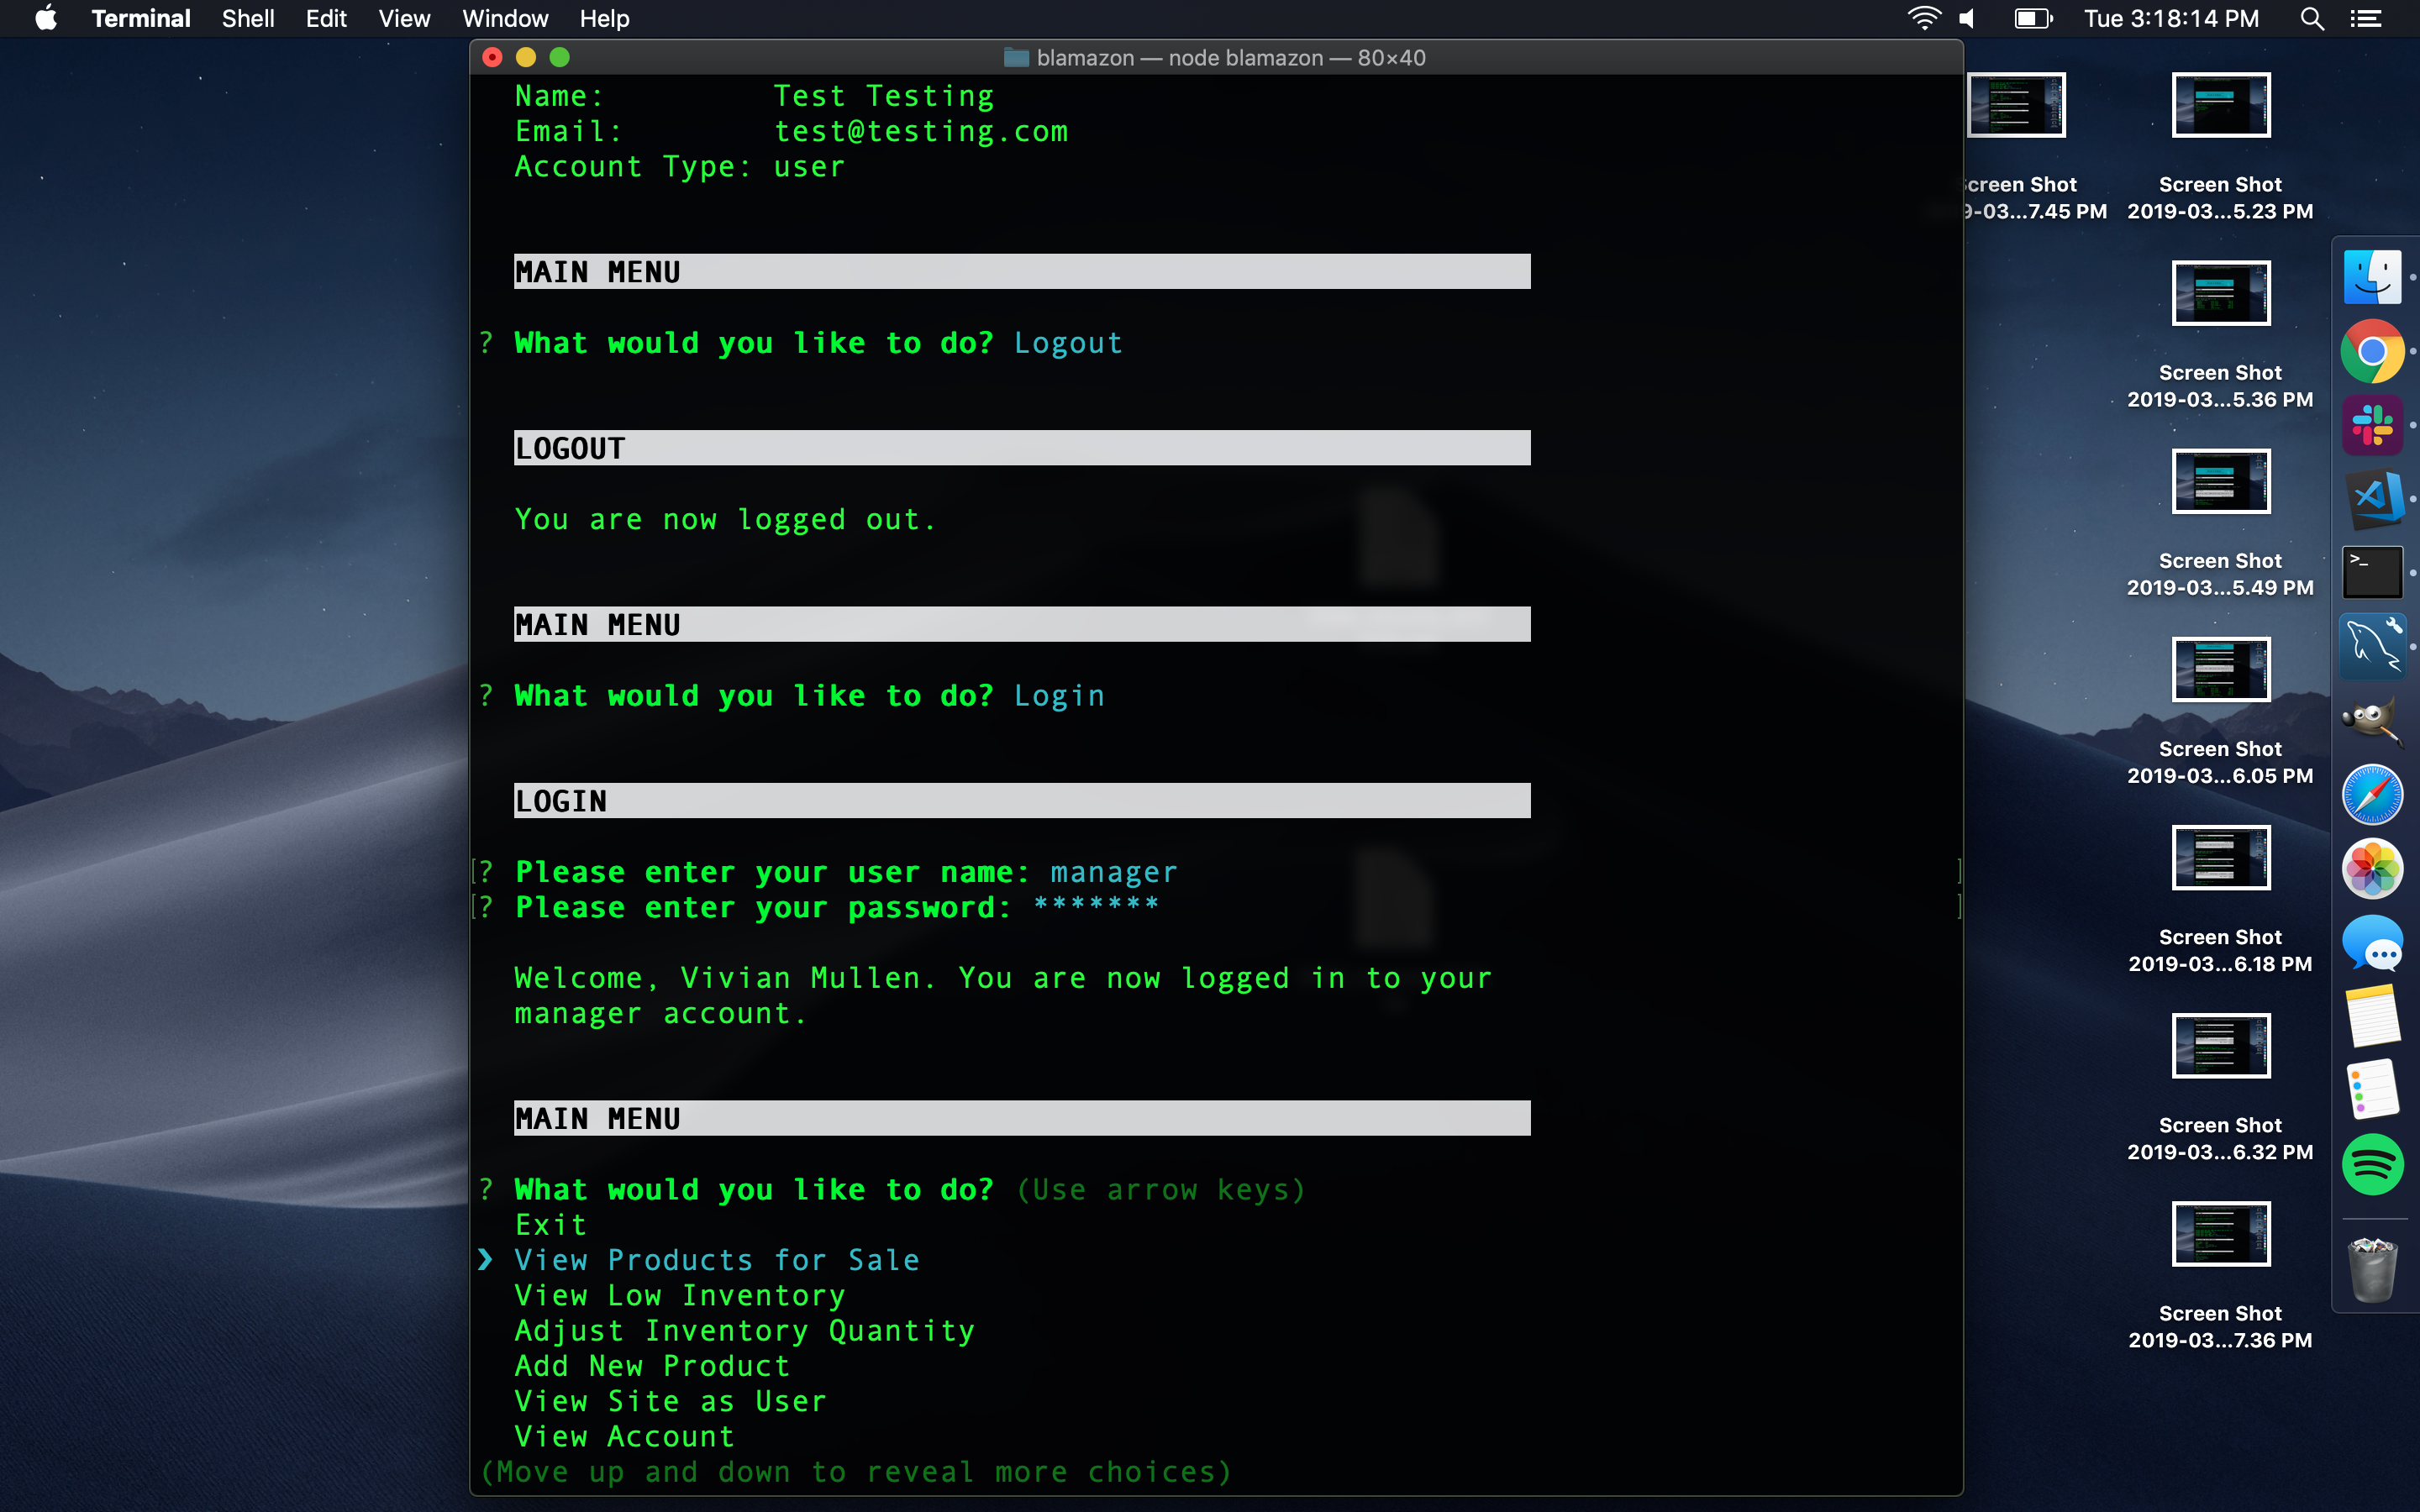 Terminal Shell Edit View Window Help
Tue 3:18:14 PM
blamazon — node blamazon — 80×40
Name: Test Testing
Email: test@testing.com
Account Type: user
MAIN MENU
? What would you like to do? Logout
LOGOUT
You are now logged out.
MAIN MENU
? What would you like to do? Login
LOGIN
[? Please enter your user name: manager ]
[? Please enter your password: ******* ]
Welcome, Vivian Mullen. You are now logged in to your
manager account.
MAIN MENU
? What would you like to do? (Use arrow keys)
Exit
❯ View Products for Sale
View Low Inventory
Adjust Inventory Quantity
Add New Product
View Site as User
View Account
(Move up and down to reveal more choices)
creen Shot
9-03...7.45 PM
Screen Shot
2019-03...5.23 PM
Screen Shot
2019-03...5.36 PM
Screen Shot
2019-03...5.49 PM
Screen Shot
2019-03...6.05 PM
Screen Shot
2019-03...6.18 PM
Screen Shot
2019-03...6.32 PM
Screen Shot
2019-03...7.36 PM